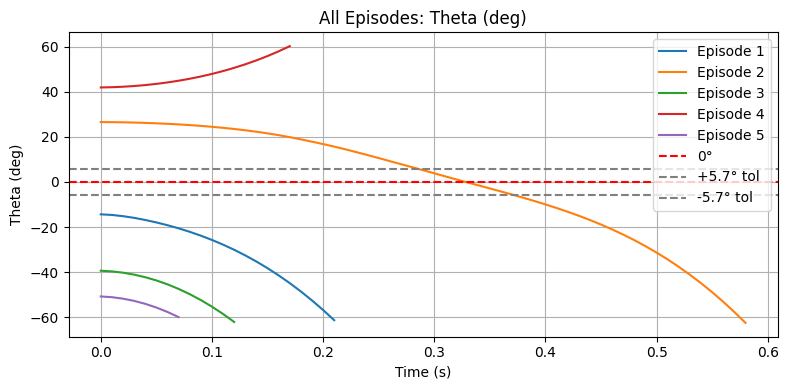 All Episodes: Theta (deg)
Theta (deg)
60
40
20
0
−20
−40
−60
0.0 0.1 0.2 0.3 0.4 0.5 0.6
Time (s)
Episode 1
Episode 2
Episode 3
Episode 4
Episode 5
0°
+5.7° tol
-5.7° tol